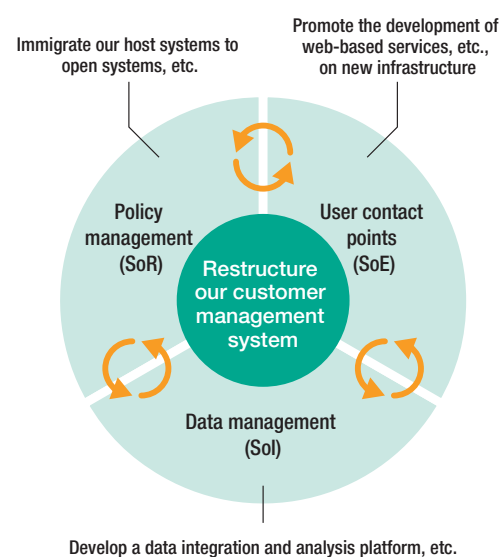 Immigrate our host systems to
open systems, etc.
Promote the development of
web-based services, etc.,
on new infrastructure
Policy
management
(SoR)
User contact
points
(SoE)
Restructure
our customer
management
system
Data management
(SoI)
Develop a data integration and analysis platform, etc.